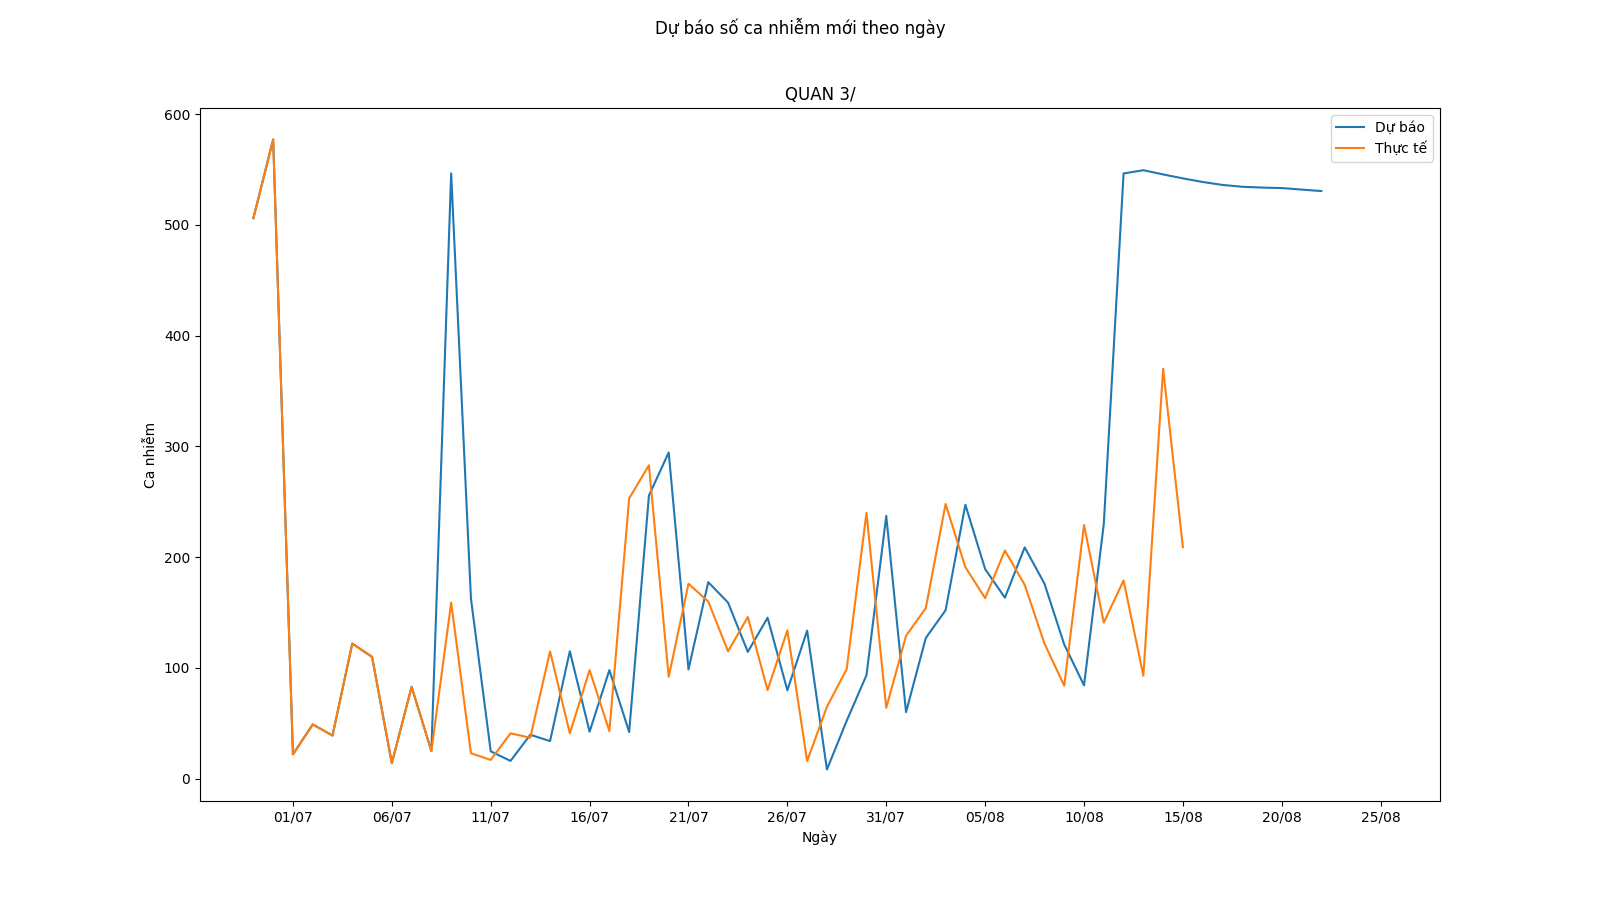 Dự báo số ca nhiễm mới theo ngày
QUAN 3/
Dự báo
Thực tế
600
500
400
300
200
100
0
Ca nhiễm
01/07 06/07 11/07 16/07 21/07 26/07 31/07 05/08 10/08 15/08 20/08 25/08
Ngày